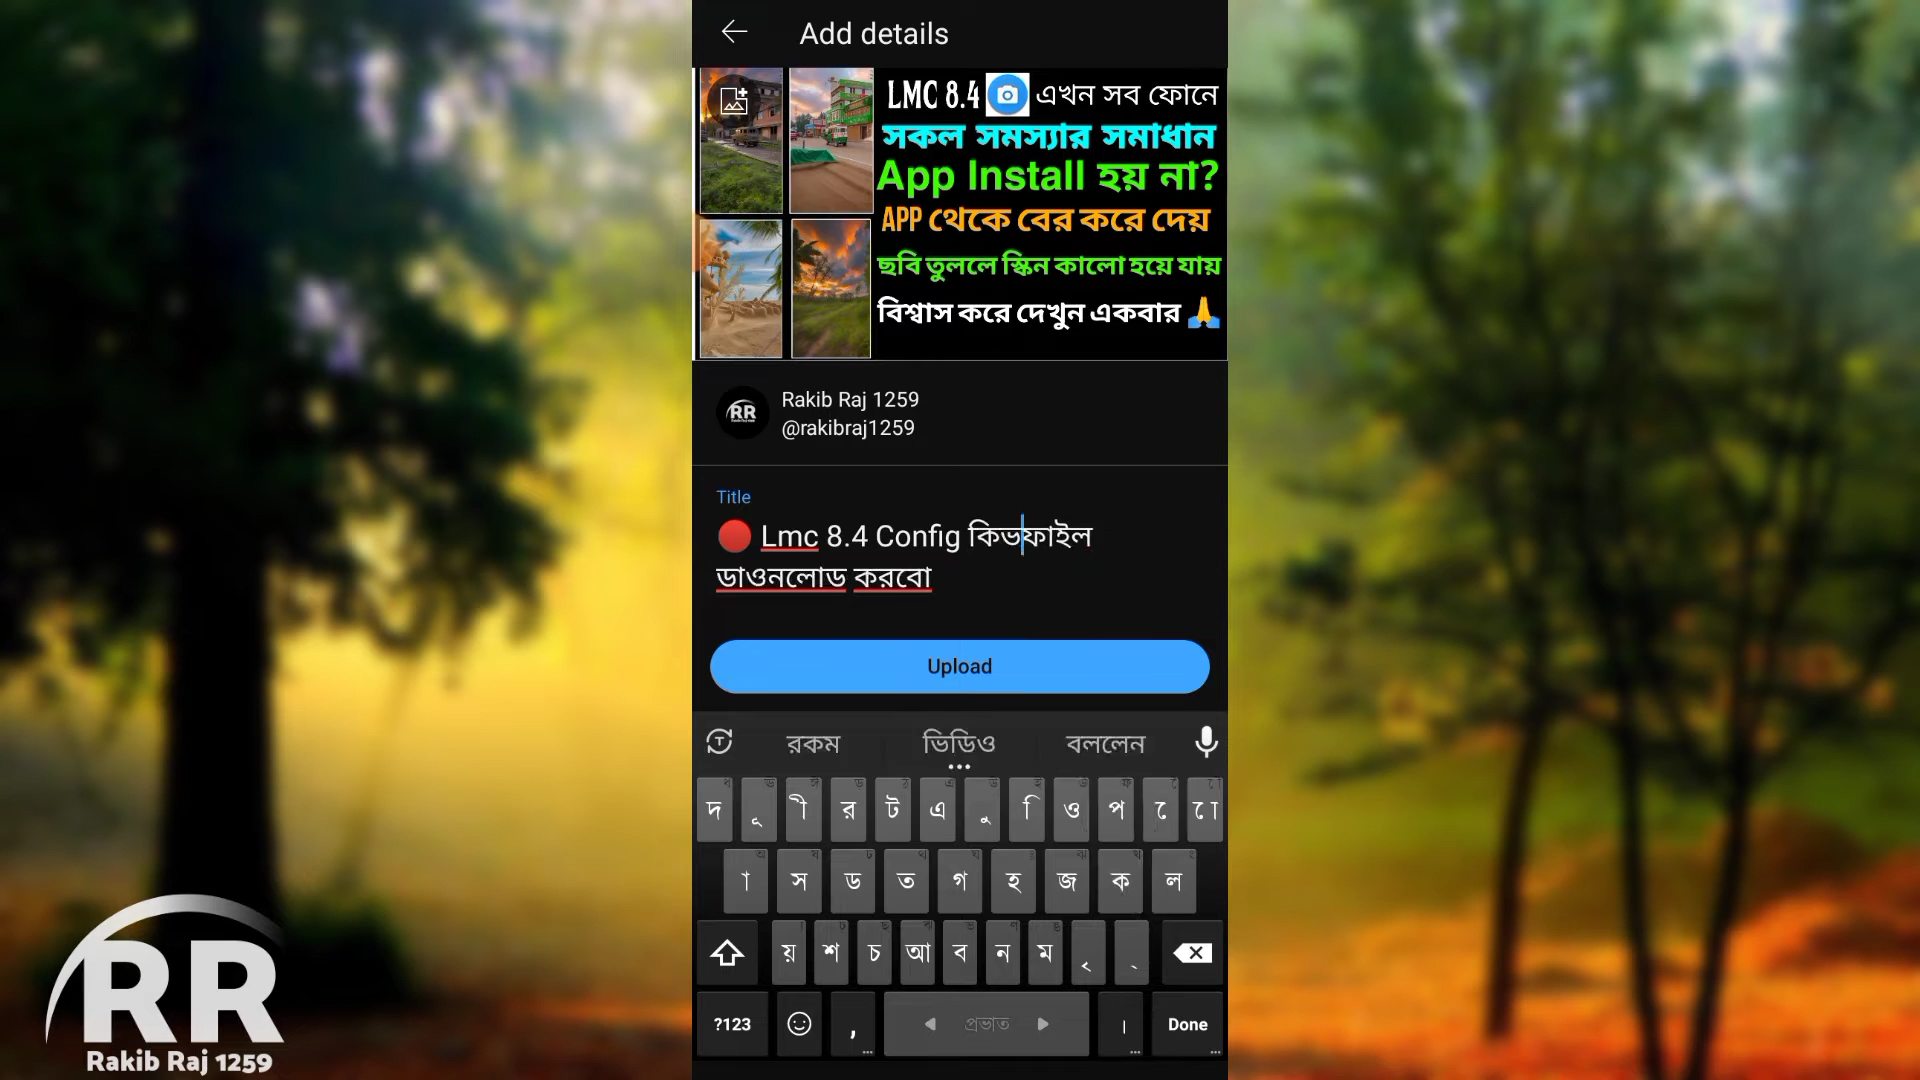 Add details
LMC 8.4 এখন সব ফোনে
সকল সমস্যার সমাধান
App Install হয় না?
APP থেকে বের করে দেয়
ছবি তুললে স্কিন কালো হয়ে যায়
বিশ্বাস করে দেখুন একবার 🙏
RR
Rakib Raj 1259
@rakibraj1259
Title
🔴 Lmc 8.4 Config কিভফাইল
ডাওনলোড করবো
Upload
রকম ভিডিও বললেন
দ ূ ী র ট এ ু ি ও প ে ো
া স ড ত গ হ জ ক ল
য় শ চ আ ব ন ম ৃ ্
?123 , প্রভাত । Done
RR
Rakib Raj 1259